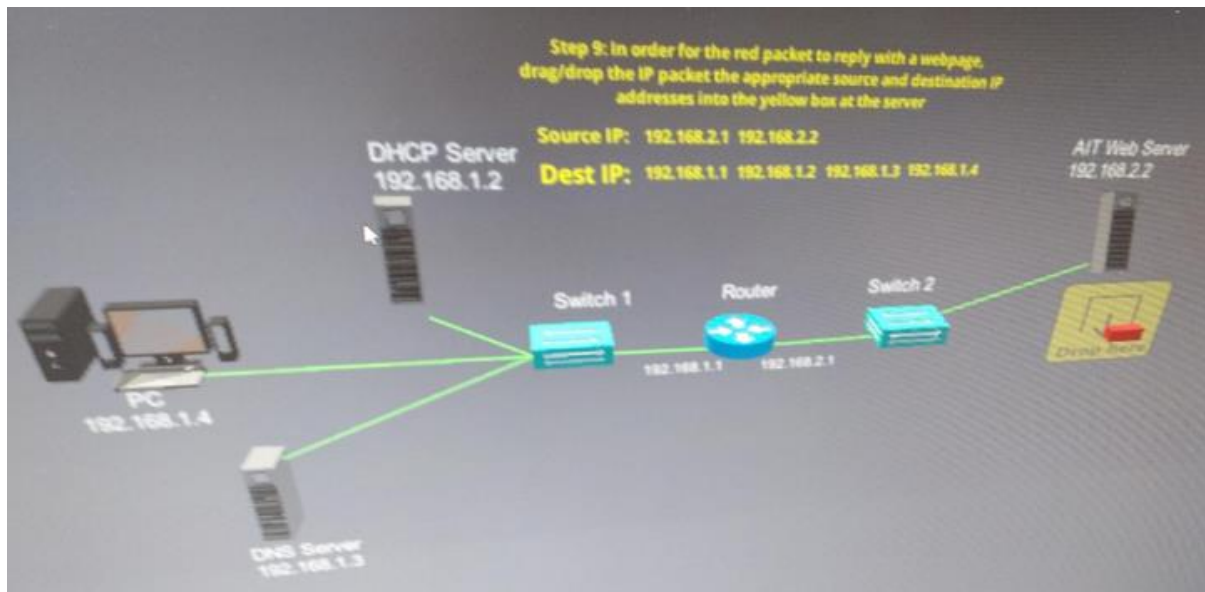 Step 9: In order for the red packet to reply with a webpage,
drag/drop the IP packet the appropriate source and destination IP
addresses into the yellow box at the server
Source IP: 192.168.2.1 192.168.2.2
Dest IP: 192.168.1.1 192.168.1.2 192.168.1.3 192.168.1.4
DHCP Server
192.168.1.2
AIT Web Server
192.168.2.2
Switch 1
Router
Switch 2
192.168.1.1
192.168.2.1
Drop here
PC
192.168.1.4
DNS Server
192.168.1.3